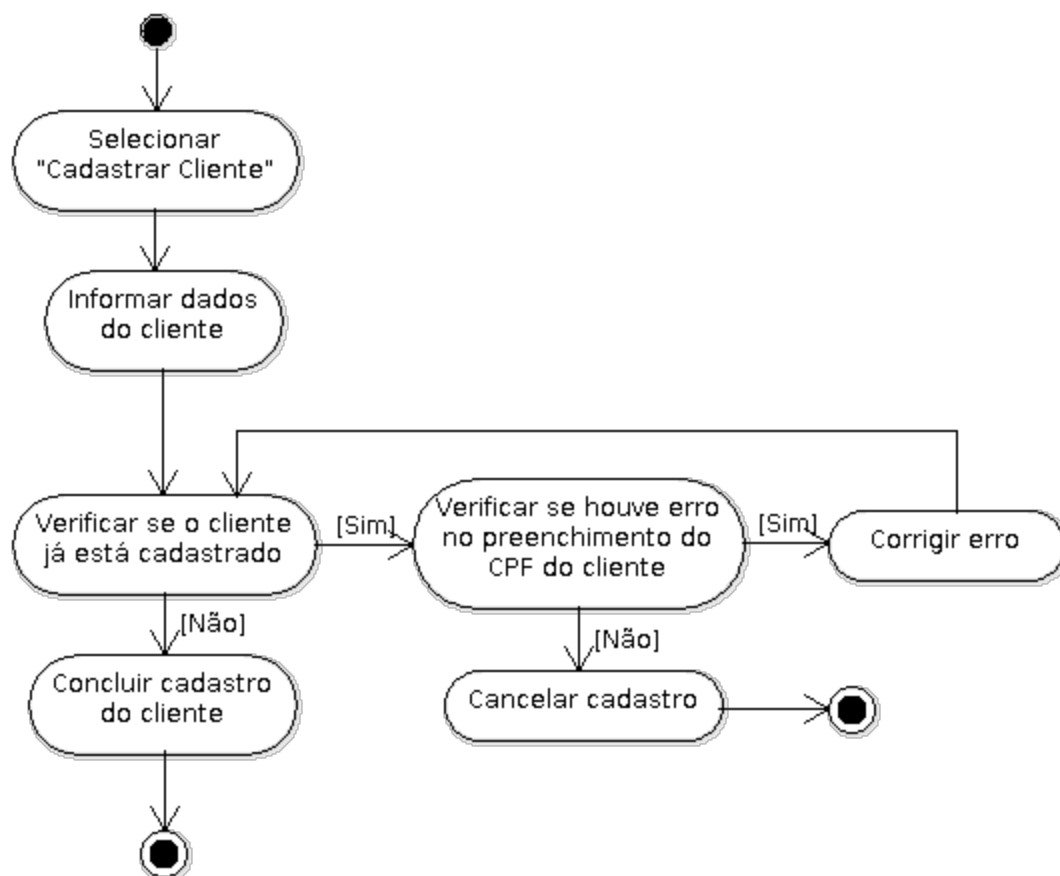 Selecionar
"Cadastrar Cliente"
Informar dados
do cliente
Verificar se o cliente
já está cadastrado
[Sim]
Verificar se houve erro
no preenchimento do
CPF do cliente
[Sim]
Corrigir erro
[Não]
[Não]
Concluir cadastro
do cliente
Cancelar cadastro